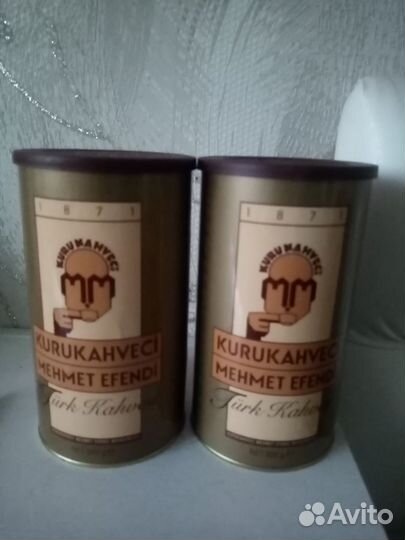 1871
KURUKAHVECİ
MM
KURUKAHVECİ
MEHMET EFENDİ
Türk Kahvesi
1871
KURUKAHVECİ
MM
KURUKAHVECİ
MEHMET EFENDİ
Türk Kahvesi
Avito